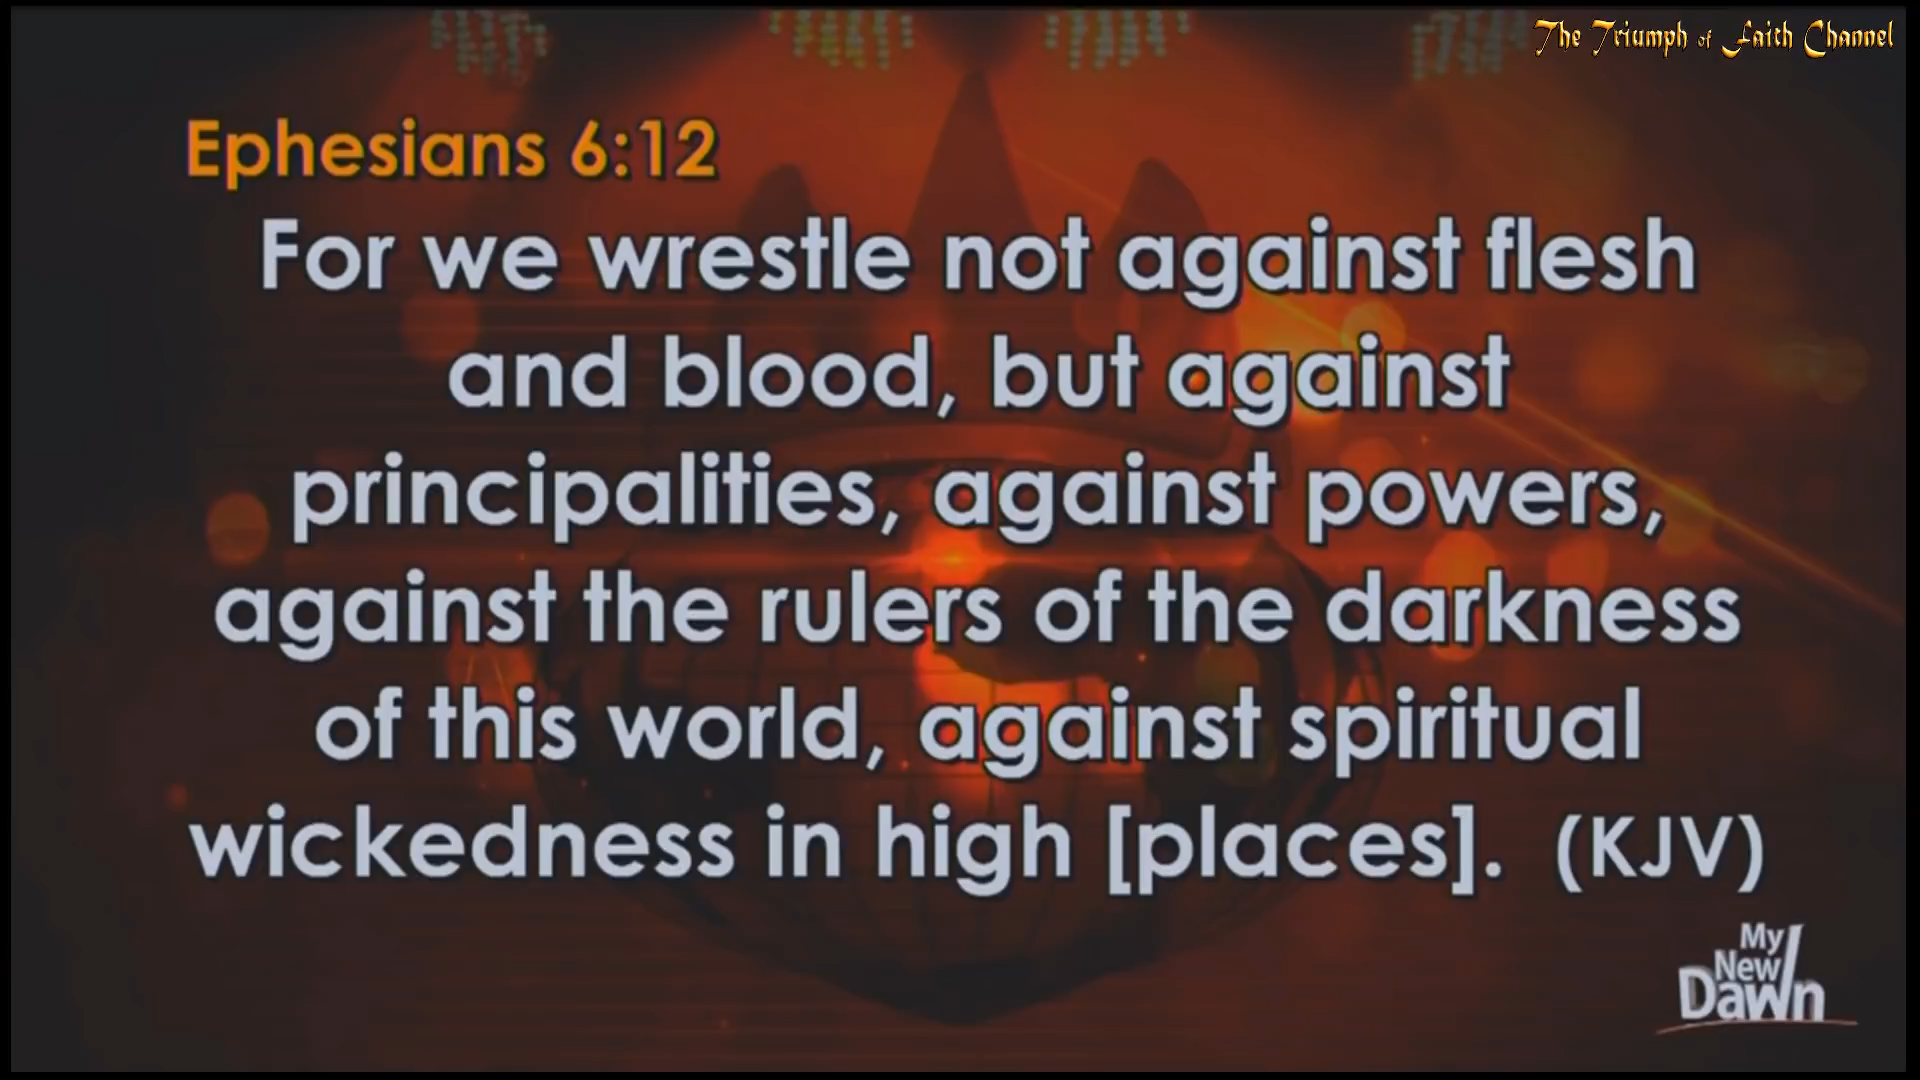 The Triumph of Faith Channel
Ephesians 6:12
For we wrestle not against flesh
and blood, but against
principalities, against powers,
against the rulers of the darkness
of this world, against spiritual
wickedness in high [places]. (KJV)
My
New
Dawn